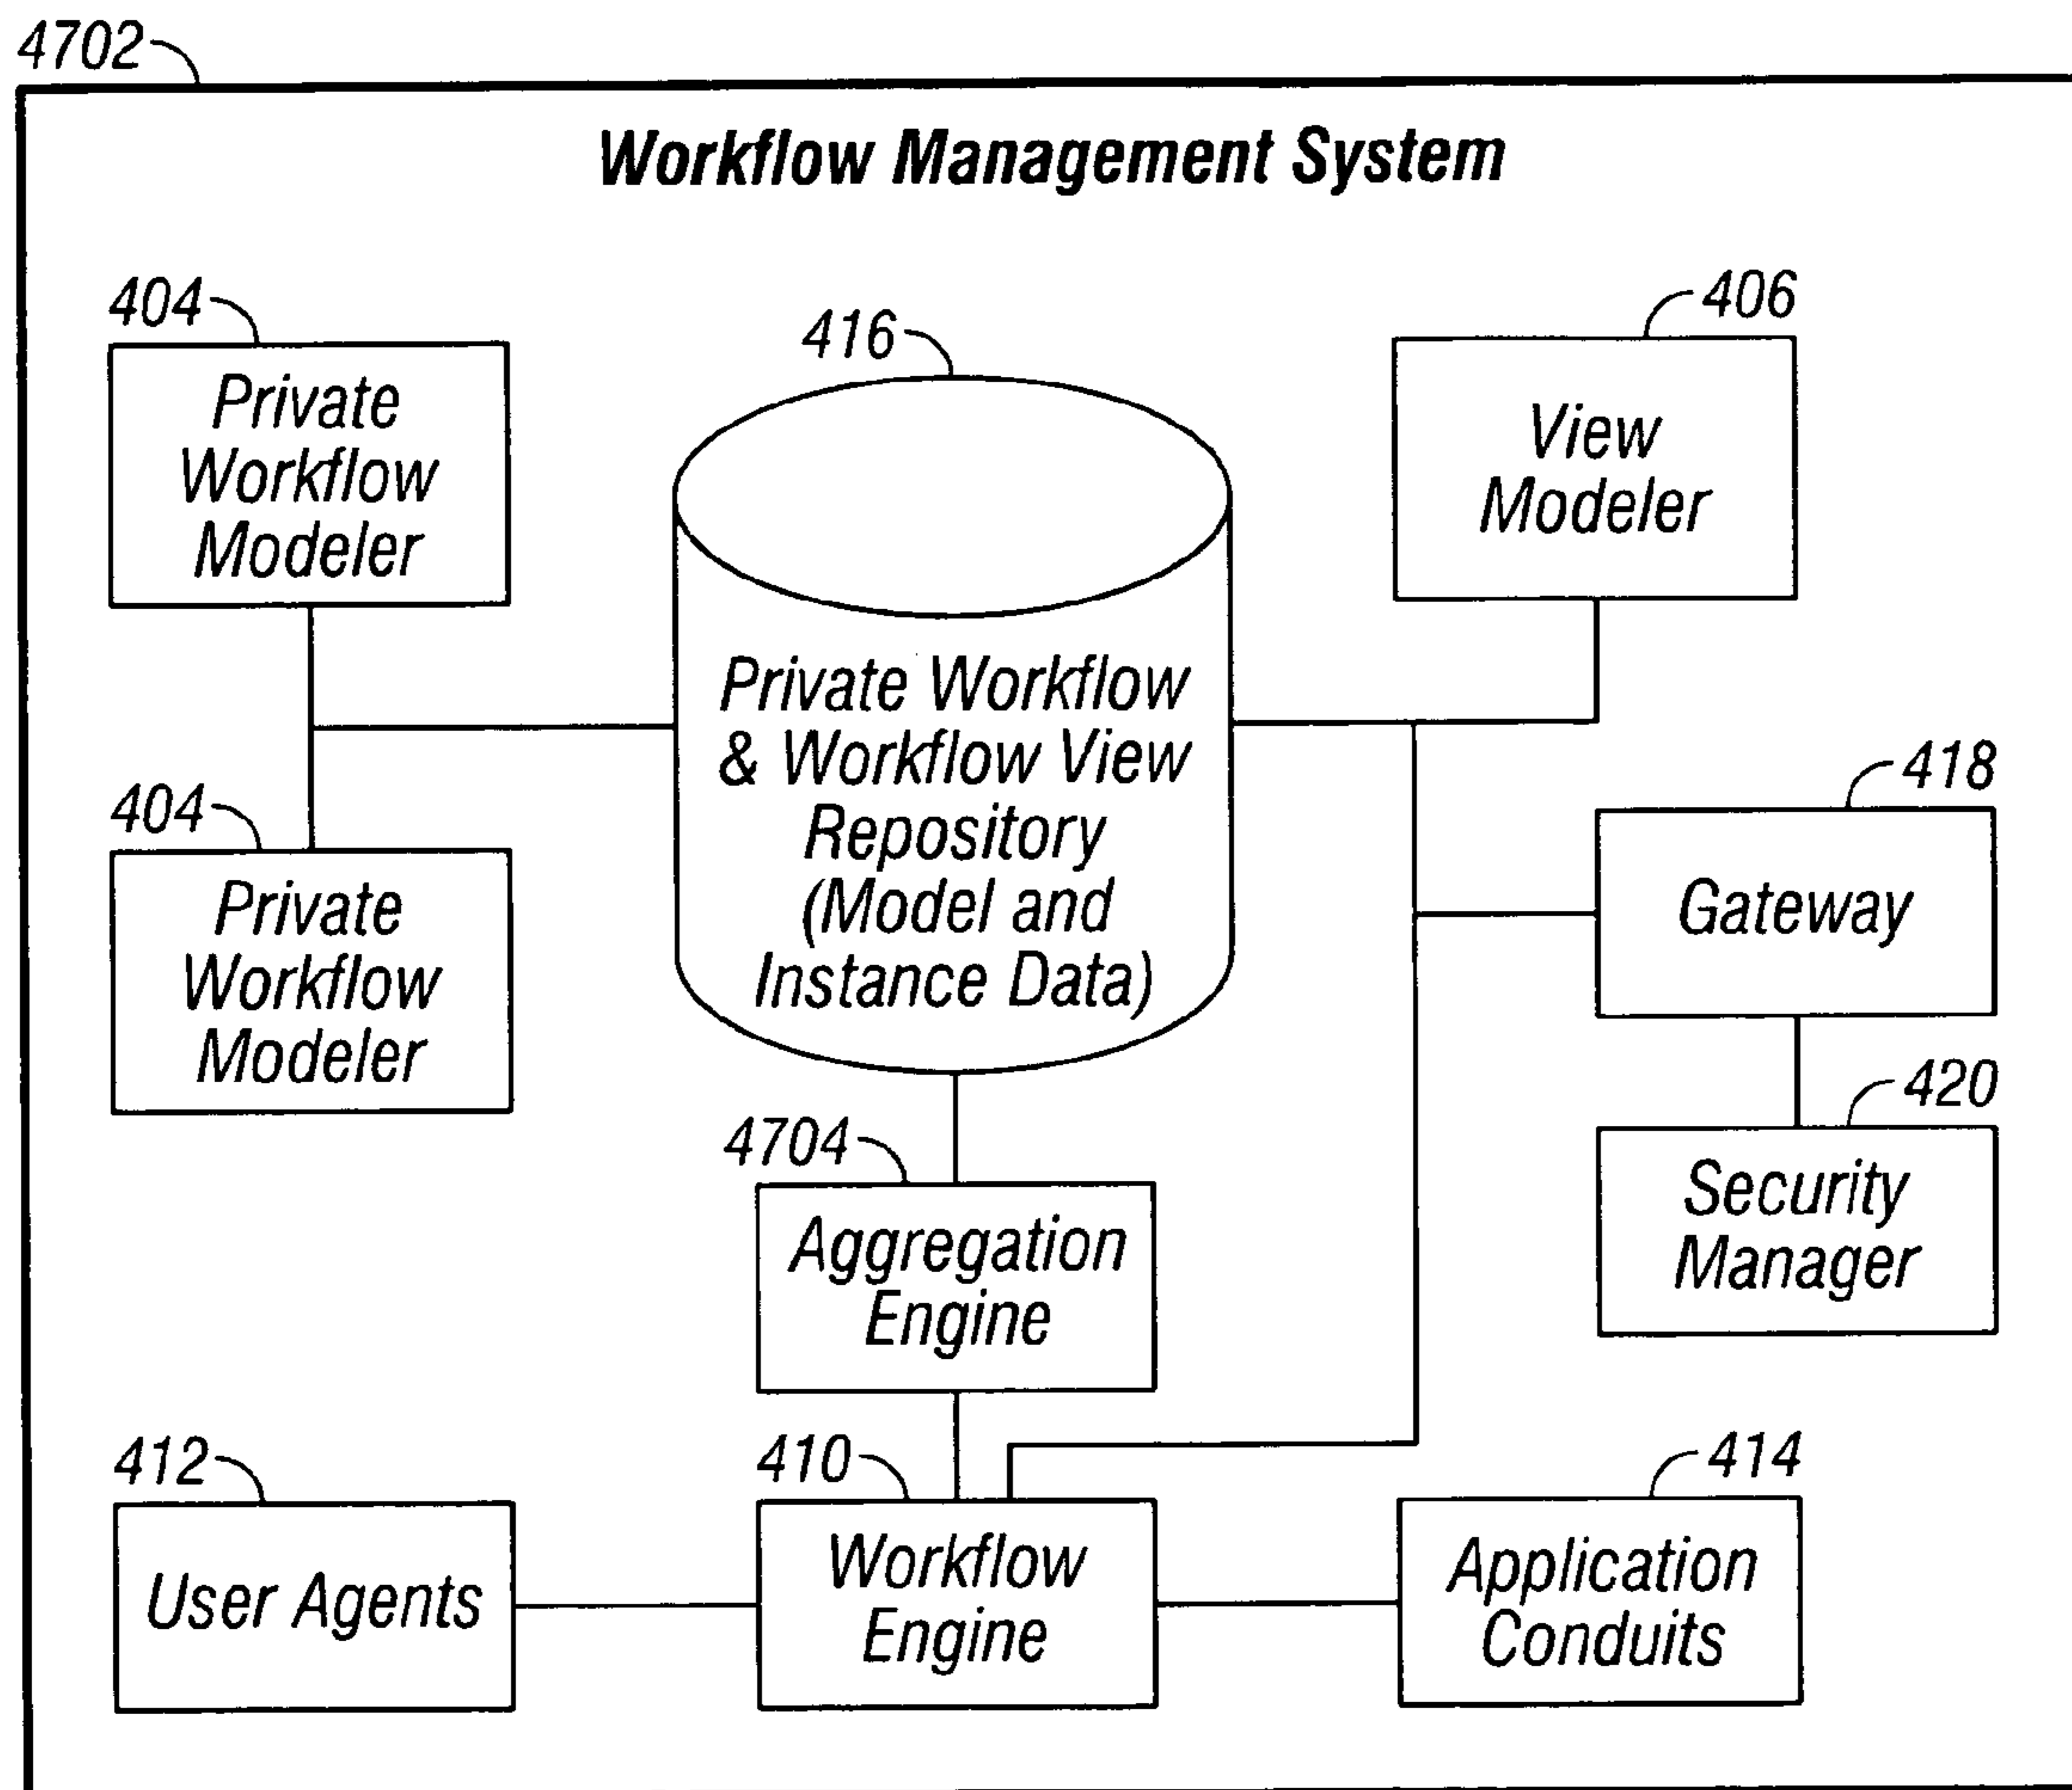 4702
Workflow Management System
404
Private
Workflow
Modeler
416
Private Workflow
& Workflow View
Repository
(Model and
Instance Data)
406
View
Modeler
404
Private
Workflow
Modeler
418
Gateway
420
Security
Manager
4704
Aggregation
Engine
412
User Agents
410
Workflow
Engine
414
Application
Conduits